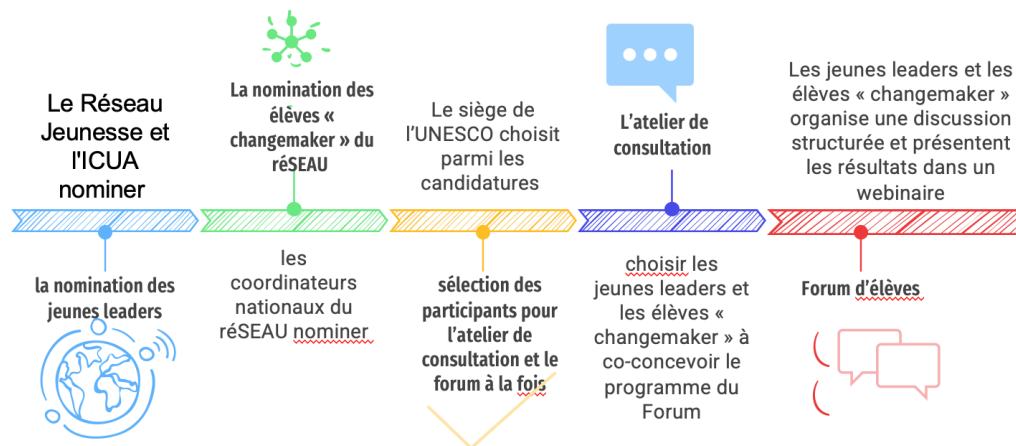 Le Réseau
Jeunesse et
l'ICUA
nominer
la nomination des
jeunes leaders
La nomination des
élèves «
changemaker » du
réSEAU
les
coordinateurs
nationaux du
réSEAU nominer
Le siège de
l'UNESCO choisit
parmi les
candidatures
sélection des
participants pour
l'atelier de
consultation et le
forum à la fois
L'atelier de
consultation
choisir les
jeunes leaders et
les élèves «
changemaker » à
co-concevoir le
programme du
Forum
Les jeunes leaders et les
élèves « changemaker »
organise une discussion
structurée et présentent
les résultats dans un
webinaire
Forum d'élèves